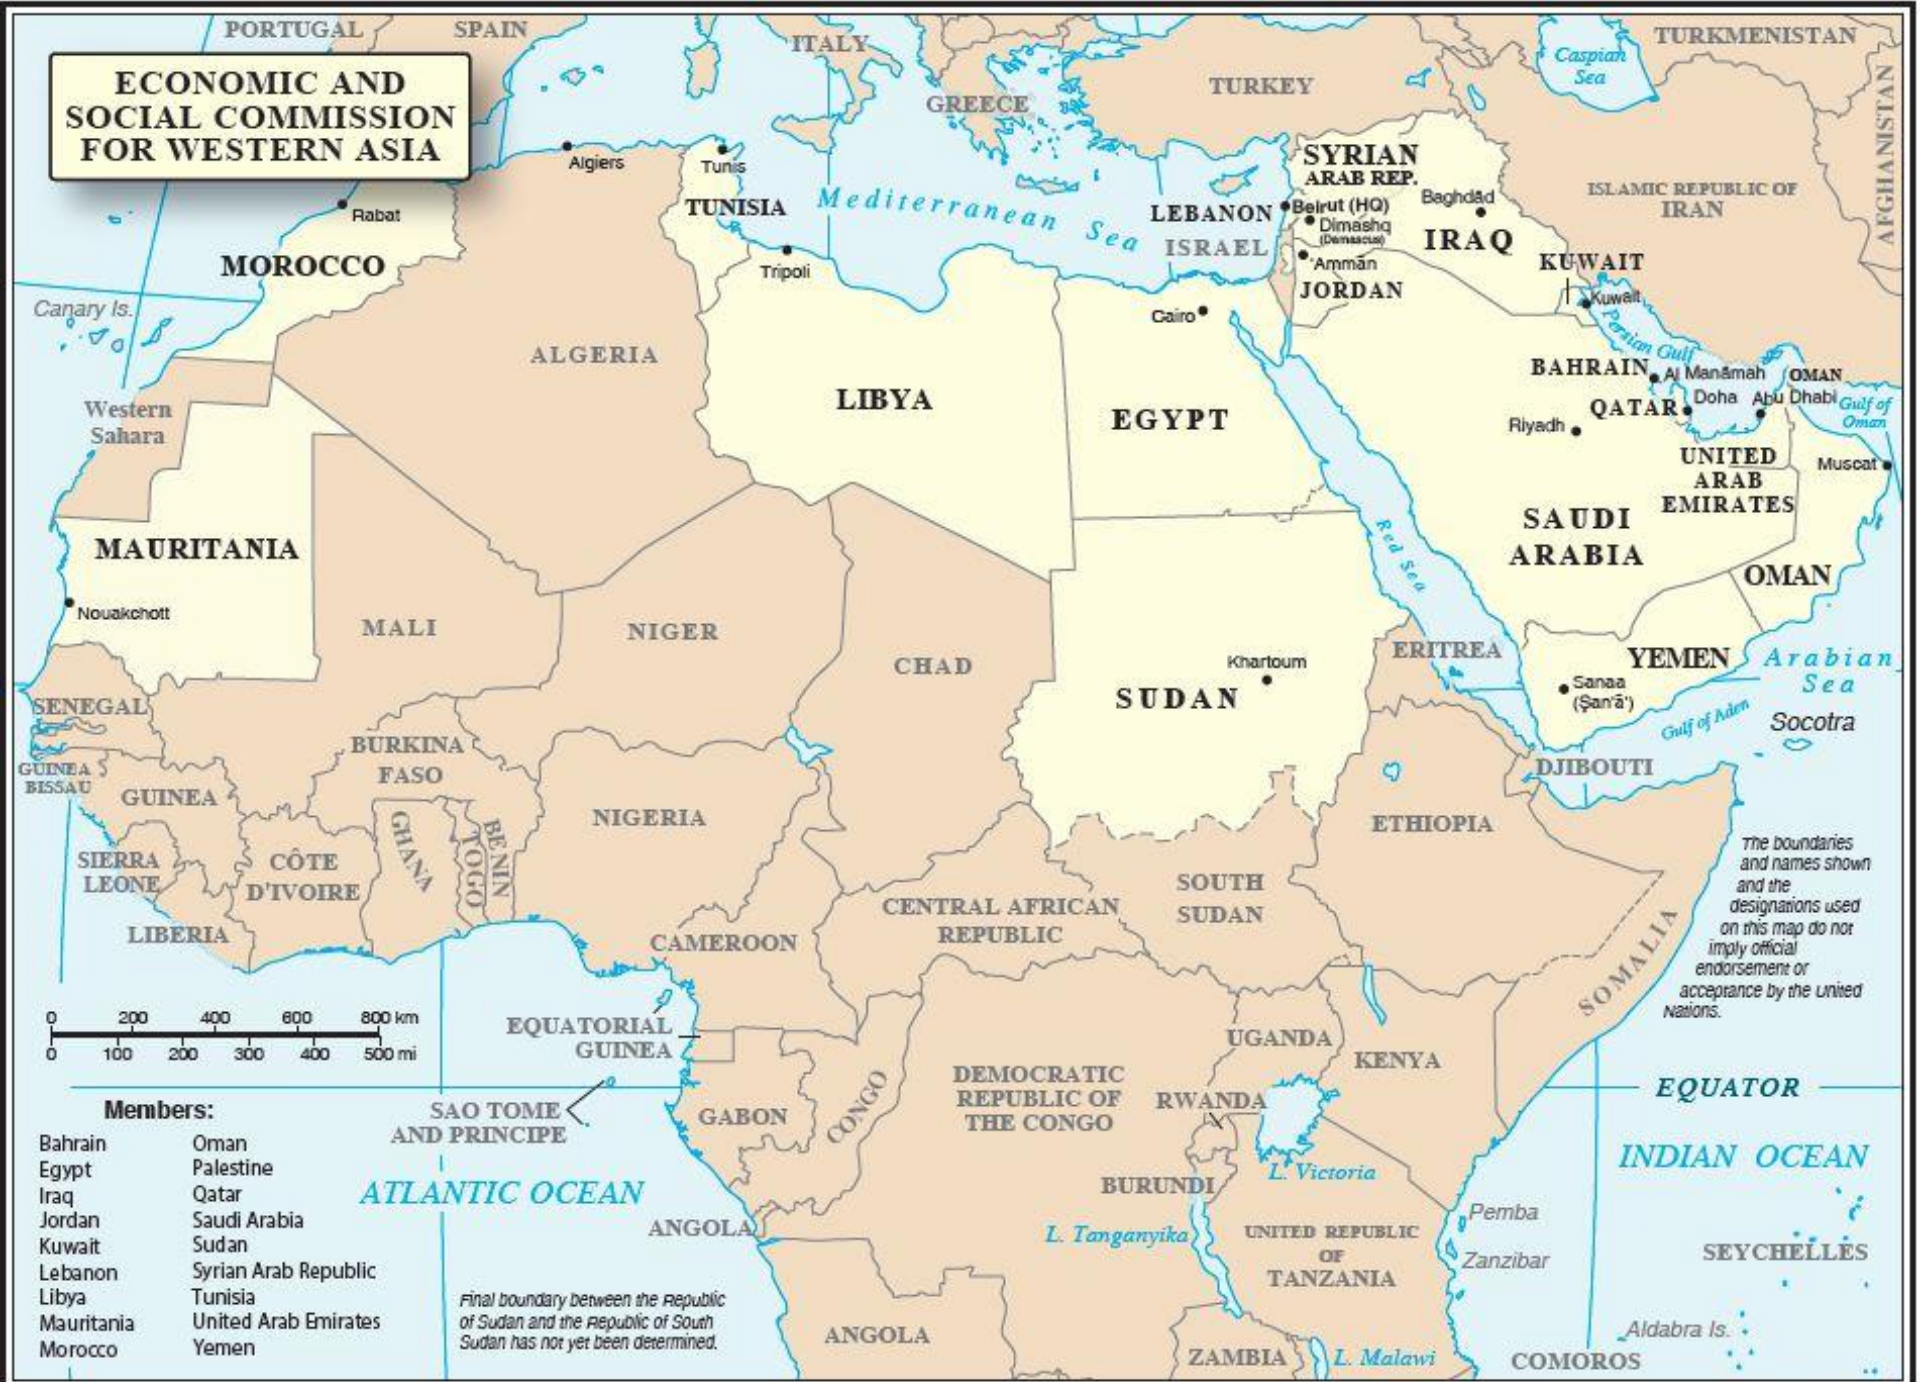 PORTUGAL
SPAIN
ITALY
GREECE
TURKEY
Caspian
Sea
TURKMENISTAN
AFGHANISTAN
ECONOMIC AND
SOCIAL COMMISSION
FOR WESTERN ASIA
Algiers
Tunis
TUNISIA
Mediterranean Sea
SYRIAN
ARAB REP.
Baghdād
ISLAMIC REPUBLIC OF
IRAN
Rabat
LEBANON
Beirut (HQ)
Dimashq
(Damascus)
IRAQ
ISRAEL
MOROCCO
Tripoli
'Ammān
JORDAN
KUWAIT
Kuwait
Canary Is.
Cairo
Persian Gulf
ALGERIA
BAHRAIN
Al Manāmah
OMAN
LIBYA
EGYPT
QATAR
Doha
Abu Dhabi
Gulf of
Oman
Western
Sahara
Riyadh
UNITED
ARAB
EMIRATES
Muscat
MAURITANIA
Red Sea
SAUDI
ARABIA
OMAN
Nouakchott
MALI
NIGER
CHAD
Khartoum
SUDAN
ERITREA
YEMEN
Arabian
Sea
Sanaa
(Şan'ā')
Gulf of Aden
Socotra
SENEGAL
BURKINA
FASO
GUINEA
BISSAU
GUINEA
DJIBOUTI
NIGERIA
ETHIOPIA
SIERRA
LEONE
CÔTE
D'IVOIRE
GHANA
TOGO
BENIN
LIBERIA
CAMEROON
CENTRAL AFRICAN
REPUBLIC
SOUTH
SUDAN
SOMALIA
The boundaries
and names shown
and the
designations used
on this map do not
imply official
endorsement or
acceptance by the United
Nations.
0 200 400 600 800 km
0 100 200 300 400 500 mi
EQUATORIAL
GUINEA
UGANDA
KENYA
SAO TOME
AND PRINCIPE
GABON
CONGO
DEMOCRATIC
REPUBLIC OF
THE CONGO
RWANDA
EQUATOR
L. Victoria
BURUNDI
INDIAN OCEAN
ATLANTIC OCEAN
ANGOLA
L. Tanganyika
UNITED REPUBLIC
OF
TANZANIA
Pemba
Zanzibar
SEYCHELLES
Members:
Bahrain
Egypt
Iraq
Jordan
Kuwait
Lebanon
Libya
Mauritania
Morocco
Oman
Palestine
Qatar
Saudi Arabia
Sudan
Syrian Arab Republic
Tunisia
United Arab Emirates
Yemen
Final boundary between the Republic
of Sudan and the Republic of South
Sudan has not yet been determined.
ANGOLA
ZAMBIA
L. Malawi
Aldabra Is.
COMOROS